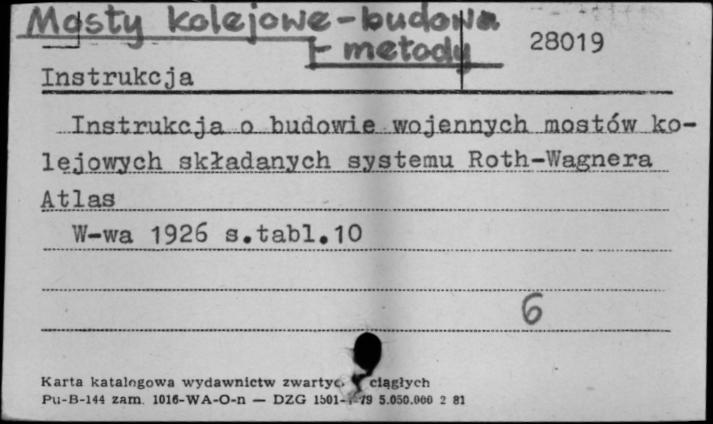 Mosty kolejowe - budowa
- metody
28019
Instrukcja
Instrukcja o budowie wojennych mostów ko-
lejowych składanych systemu Roth-Wagnera
Atlas
W-wa 1926 s.tabl.10
6
Karta katalogowa wydawnictw ciągłych
Pu-B-144 zam. 1016-WA-O-n — DZG 79 5.050.000 2 81